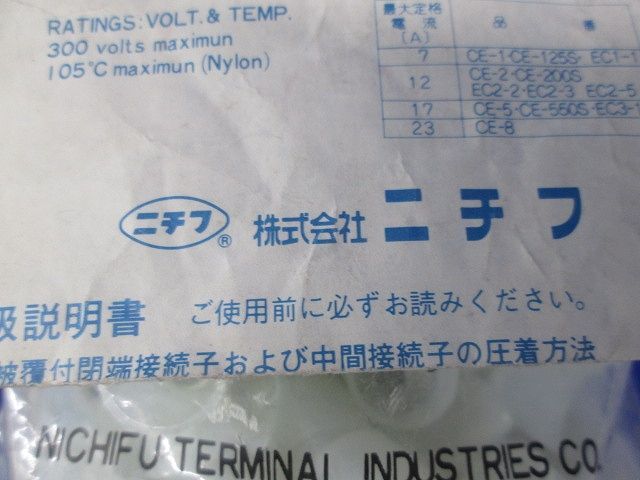 RATINGS: VOLT. & TEMP.
300 volts maximun
105°C maximun (Nylon)
最大定格
電流
(A)
品 番
7 CE-1・CE-125S・EC1-1
12 CE-2・CE-200S
EC2-2・EC2-3 EC2-5
17 CE-5・CE-550S・EC3-
23 CE-8
ニチフ® 株式会社 ニチフ
扱説明書 ご使用前に必ずお読みください。
被覆付閉端接続子および中間接続子の圧着方法
NICHIFU TERMINAL INDUSTRIES CO.